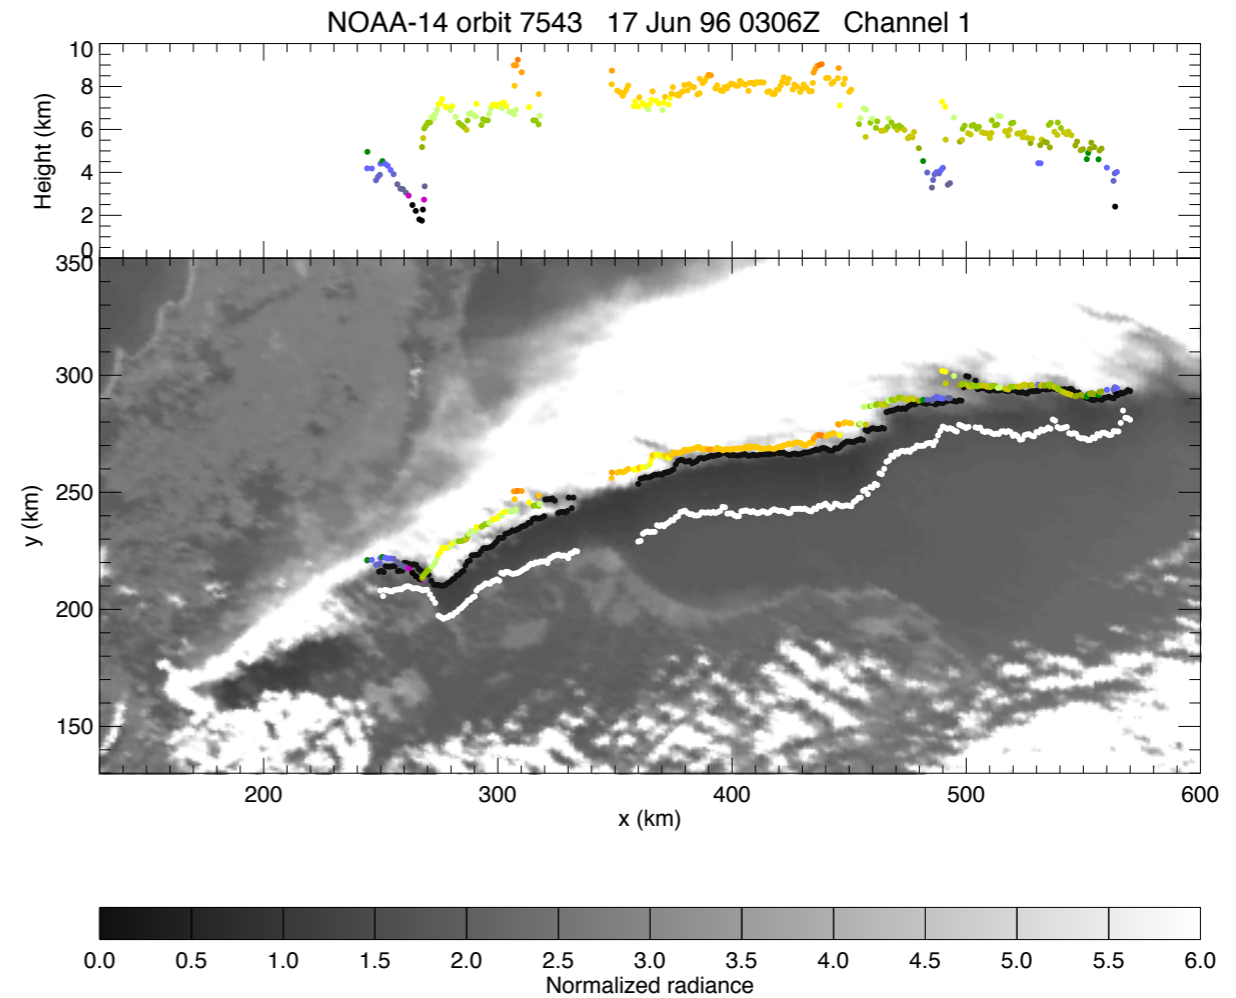 NOAA-14 orbit 7543   17 Jun 96 0306Z   Channel 1
10
8
6
4
2
0
Height (km)
350
300
250
200
150
y (km)
200 300 400 500 600
x (km)
0.0 0.5 1.0 1.5 2.0 2.5 3.0 3.5 4.0 4.5 5.0 5.5 6.0
Normalized radiance